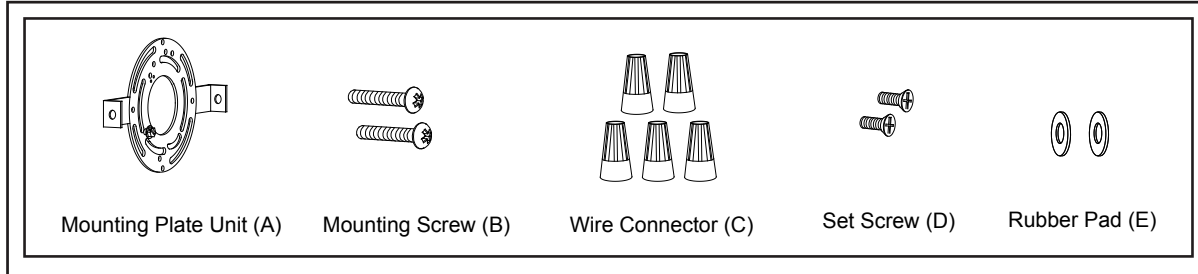 Mounting Plate Unit (A)
Mounting Screw (B)
Wire Connector (C)
Set Screw (D)
Rubber Pad (E)